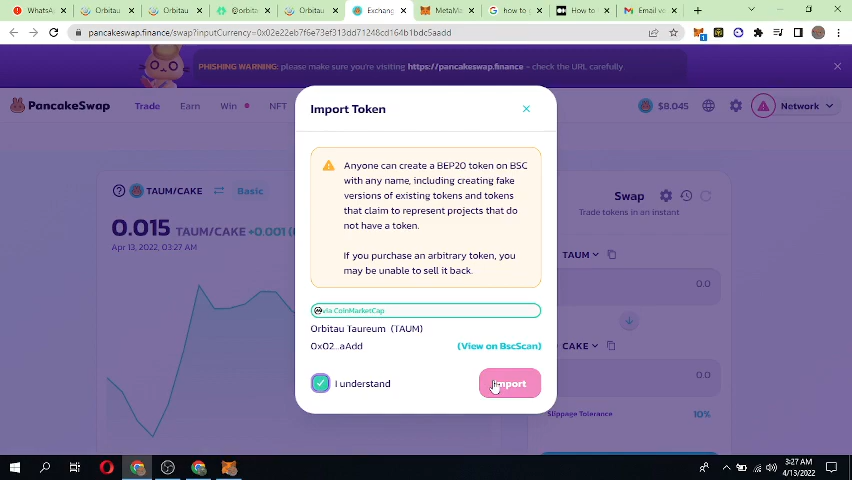 WhatsA
Orbitau
Orbitau
@orbita
Orbitau
Exchang
MetaMa
how to
How to
Email ve
pancakeswap.finance/swap?inputCurrency=0x02e22eb7f6e73ef313dd71248cd164b1bdc5aadd
PHISHING WARNING: please make sure you're visiting https://pancakeswap.finance - check the URL carefully
PancakeSwap
Trade
Earn
Win
NFT
$8.045
Network
Import Token
Anyone can create a BEP20 token on BSC
with any name, including creating fake
versions of existing tokens and tokens
that claim to represent projects that do
not have a token.
If you purchase an arbitrary token, you
may be unable to sell it back.
via CoinMarketCap
Orbitau Taureum (TAUM)
0x02...aAdd
(View on BscScan)
I understand
Import
TAUM/CAKE
Basic
0.015
TAUM/CAKE
+0.001
Apr 13, 2022, 03:27 AM
Swap
Trade tokens in an instant
TAUM
0.0
CAKE
0.0
Slippage Tolerance
10%
3:27 AM
4/13/2022